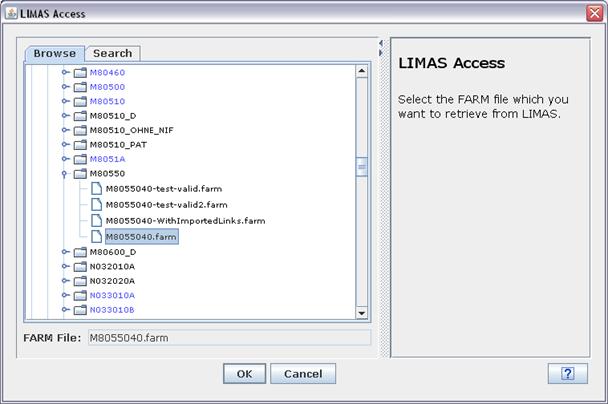 LIMAS Access
Browse
Search
M80460
M80500
M80510
M80510_D
M80510_OHNE_NIF
M80510_PAT
M8051A
M80550
M8055040-test-valid.farm
M8055040-test-valid2.farm
M8055040-WithImportedLinks.farm
M8055040.farm
M80600_D
N032010A
N032020A
N033010A
N033010B
FARM File: M8055040.farm
OK
Cancel
LIMAS Access
Select the FARM file which you
want to retrieve from LIMAS.
?